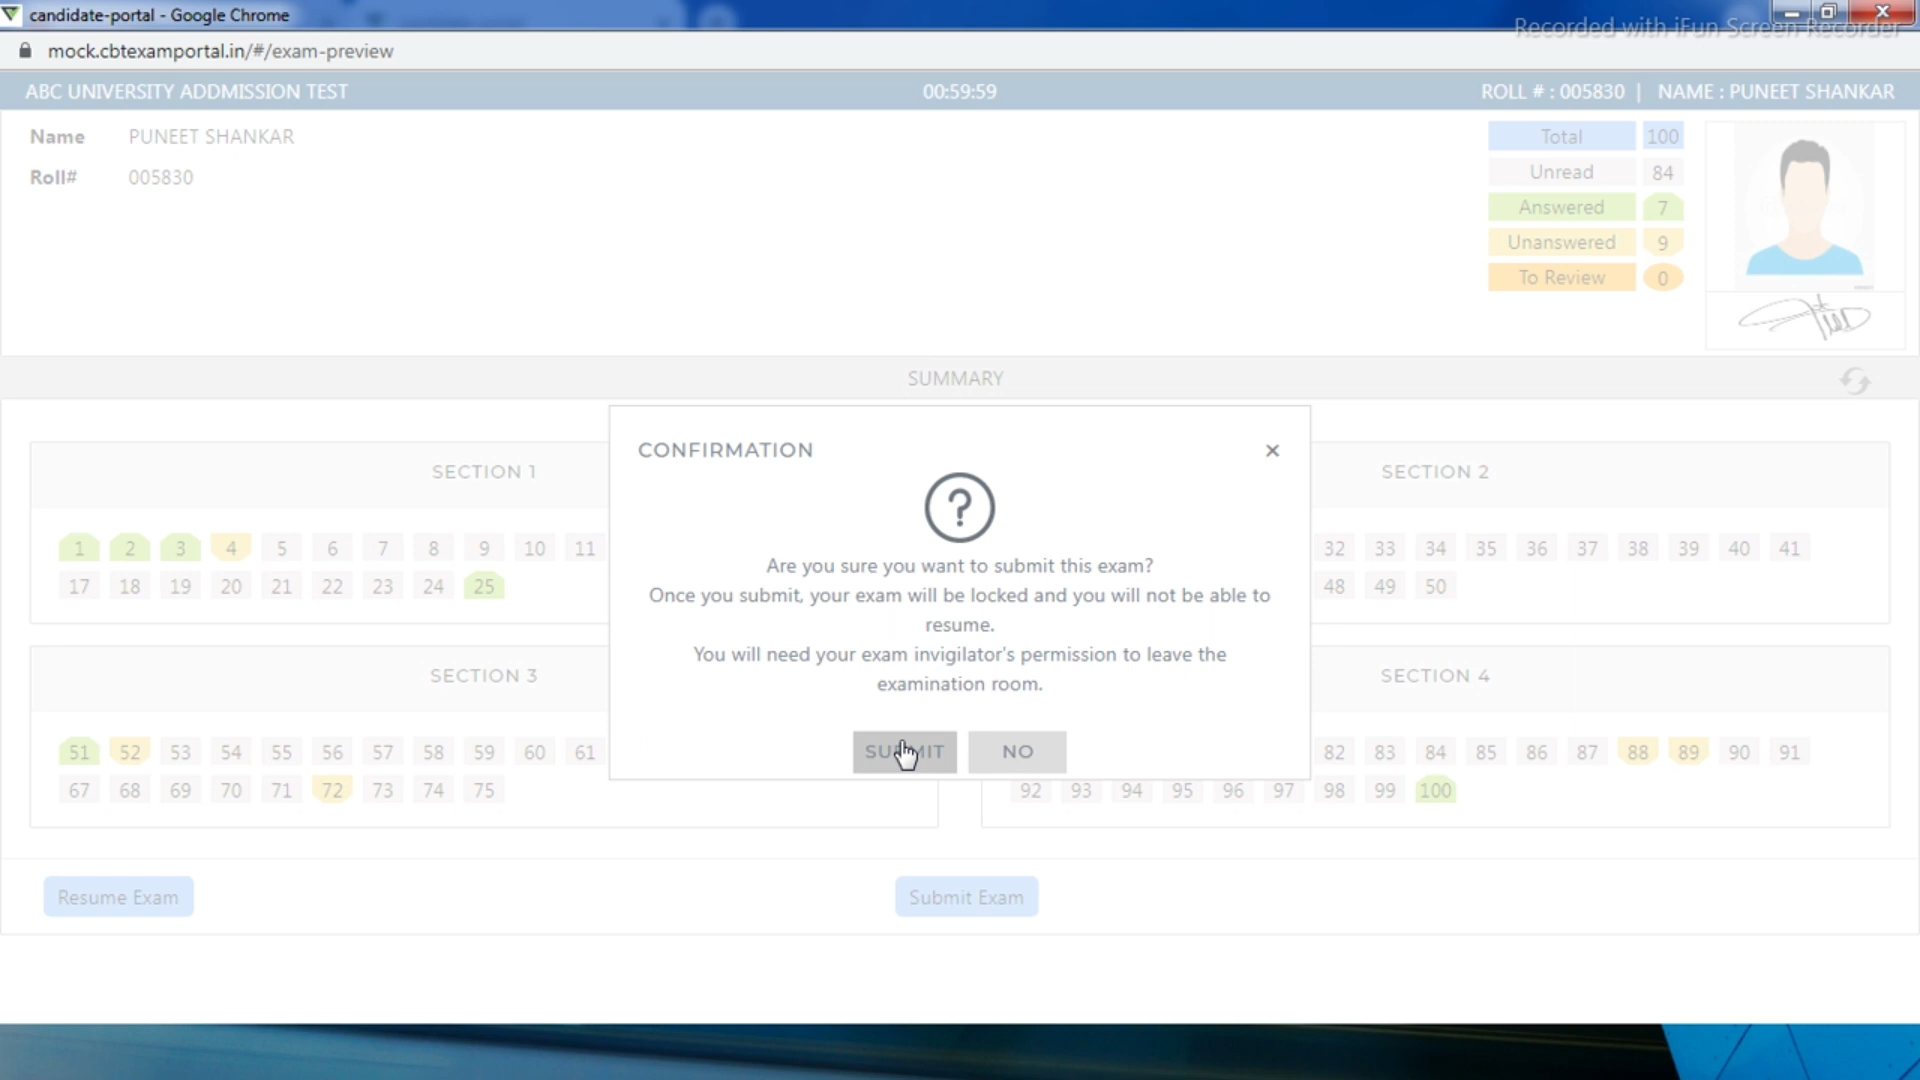 candidate-portal - Google Chrome
Recorded with iFun Screen Recorder
mock.cbtexamportal.in/#/exam-preview
ABC UNIVERSITY ADDMISSION TEST 00:59:59 ROLL # : 005830 | NAME : PUNEET SHANKAR
Name PUNEET SHANKAR
Roll# 005830
Total 100
Unread 84
Answered 7
Unanswered 9
To Review 0
SUMMARY
SECTION 1
1 2 3 4 5 6 7 8 9 10 11
17 18 19 20 21 22 23 24 25
SECTION 2
32 33 34 35 36 37 38 39 40 41
48 49 50
CONFIRMATION ×
?
Are you sure you want to submit this exam?
Once you submit, your exam will be locked and you will not be able to
resume.
You will need your exam invigilator's permission to leave the
examination room.
SUBMIT NO
SECTION 3
51 52 53 54 55 56 57 58 59 60 61
67 68 69 70 71 72 73 74 75
SECTION 4
82 83 84 85 86 87 88 89 90 91
92 93 94 95 96 97 98 99 100
Resume Exam Submit Exam